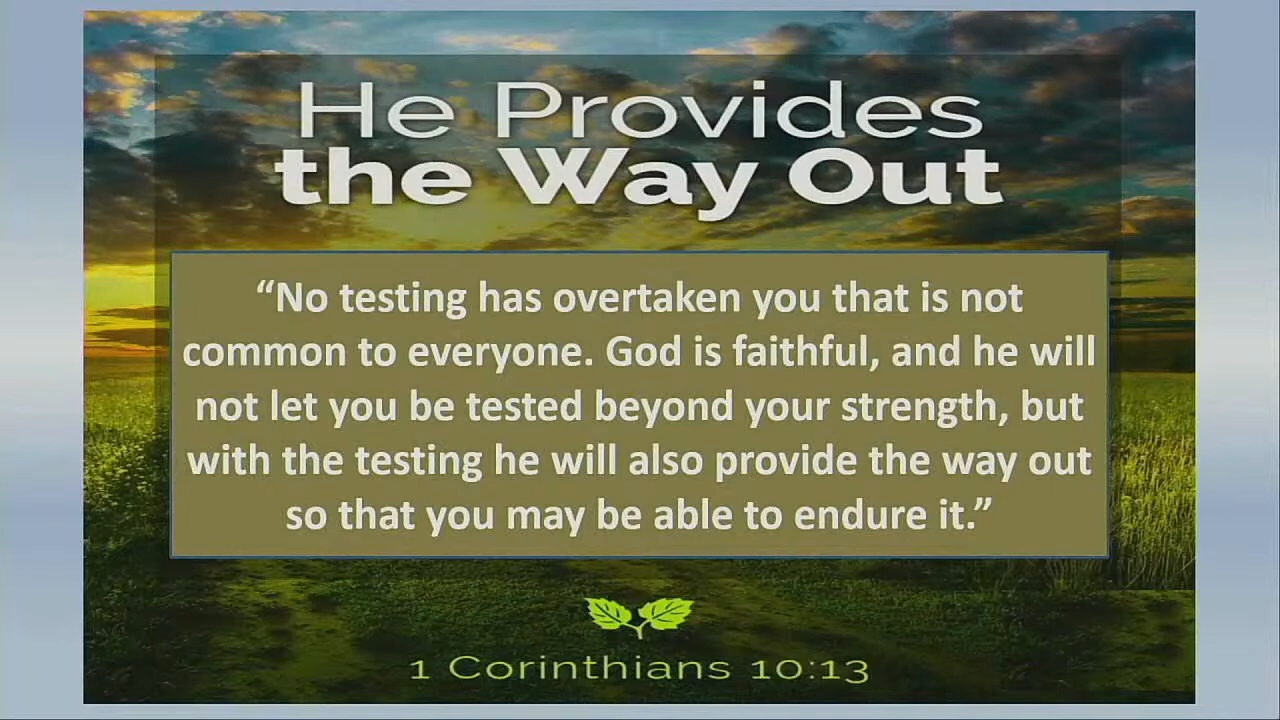 He Provides
the Way Out
“No testing has overtaken you that is not
common to everyone. God is faithful, and he will
not let you be tested beyond your strength, but
with the testing he will also provide the way out
so that you may be able to endure it.”
1 Corinthians 10:13